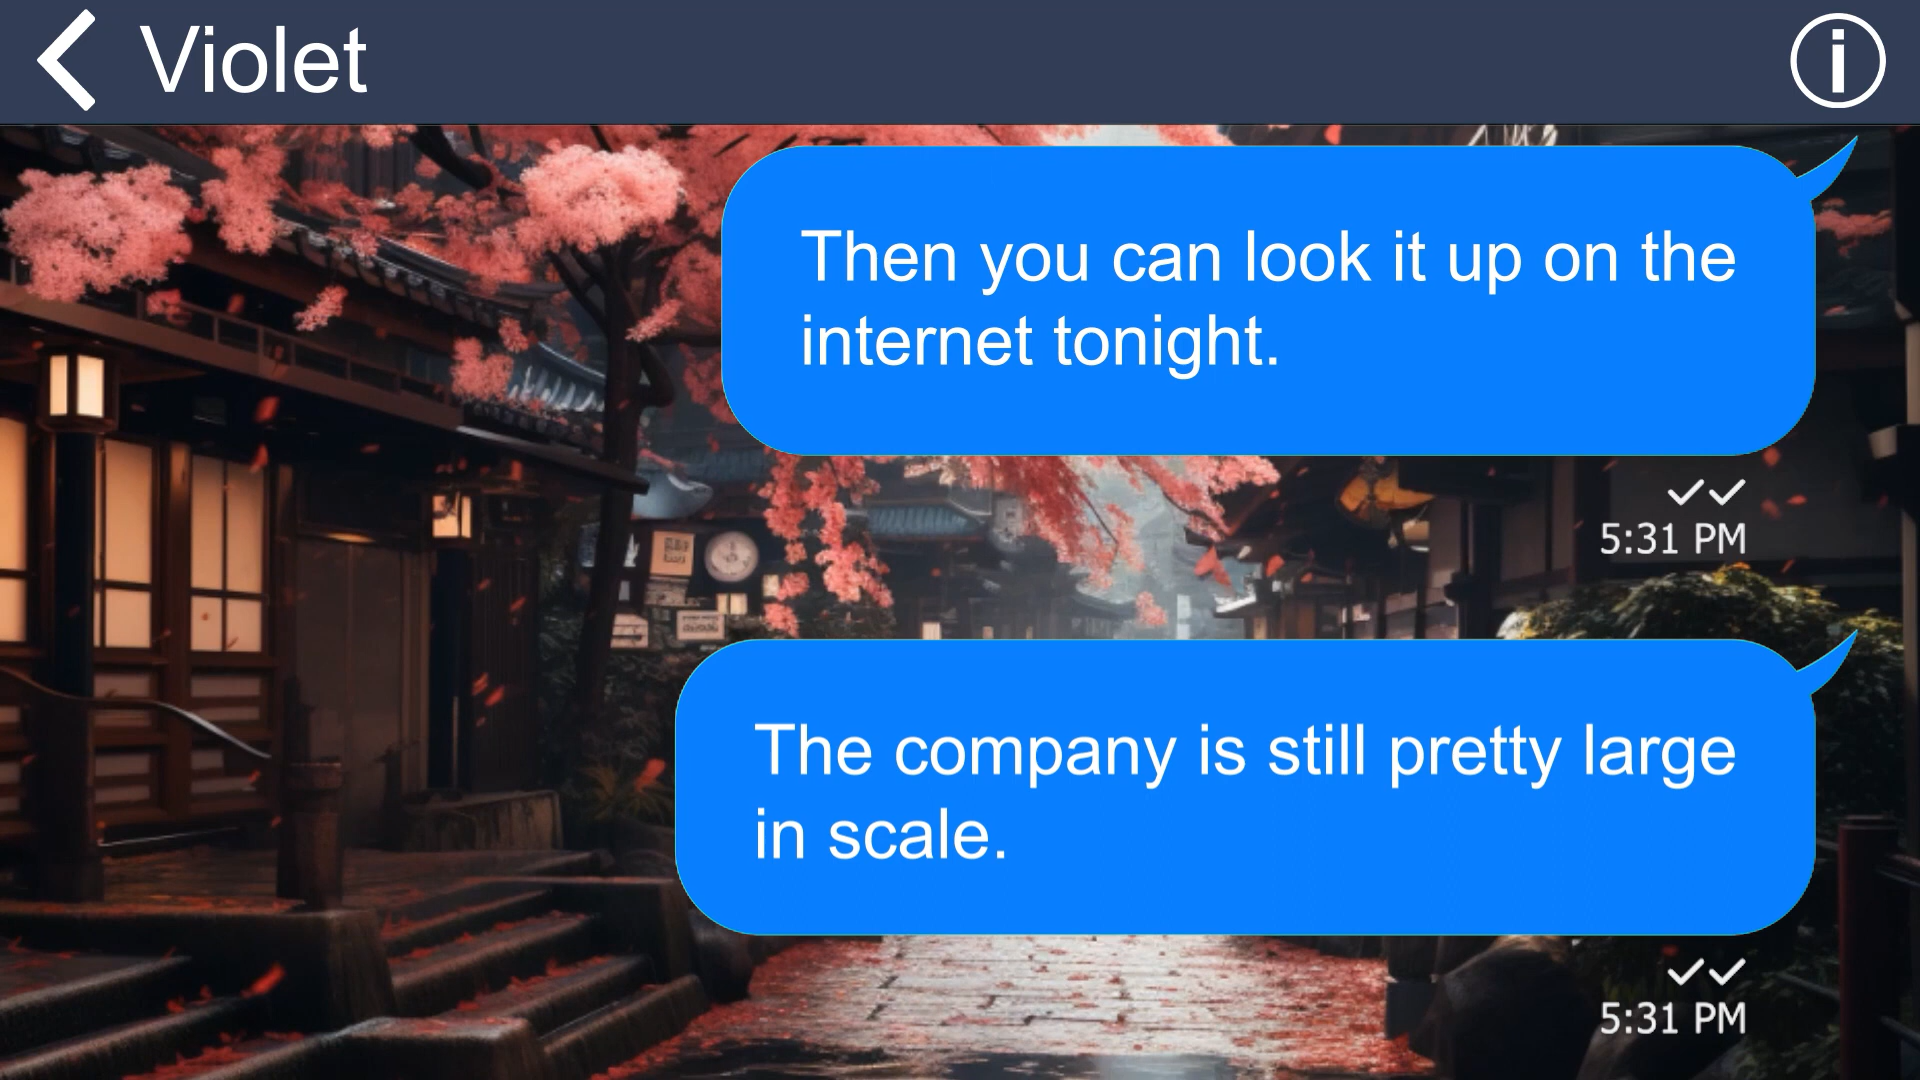 Violet
Then you can look it up on the
internet tonight.
5:31 PM
The company is still pretty large
in scale.
5:31 PM